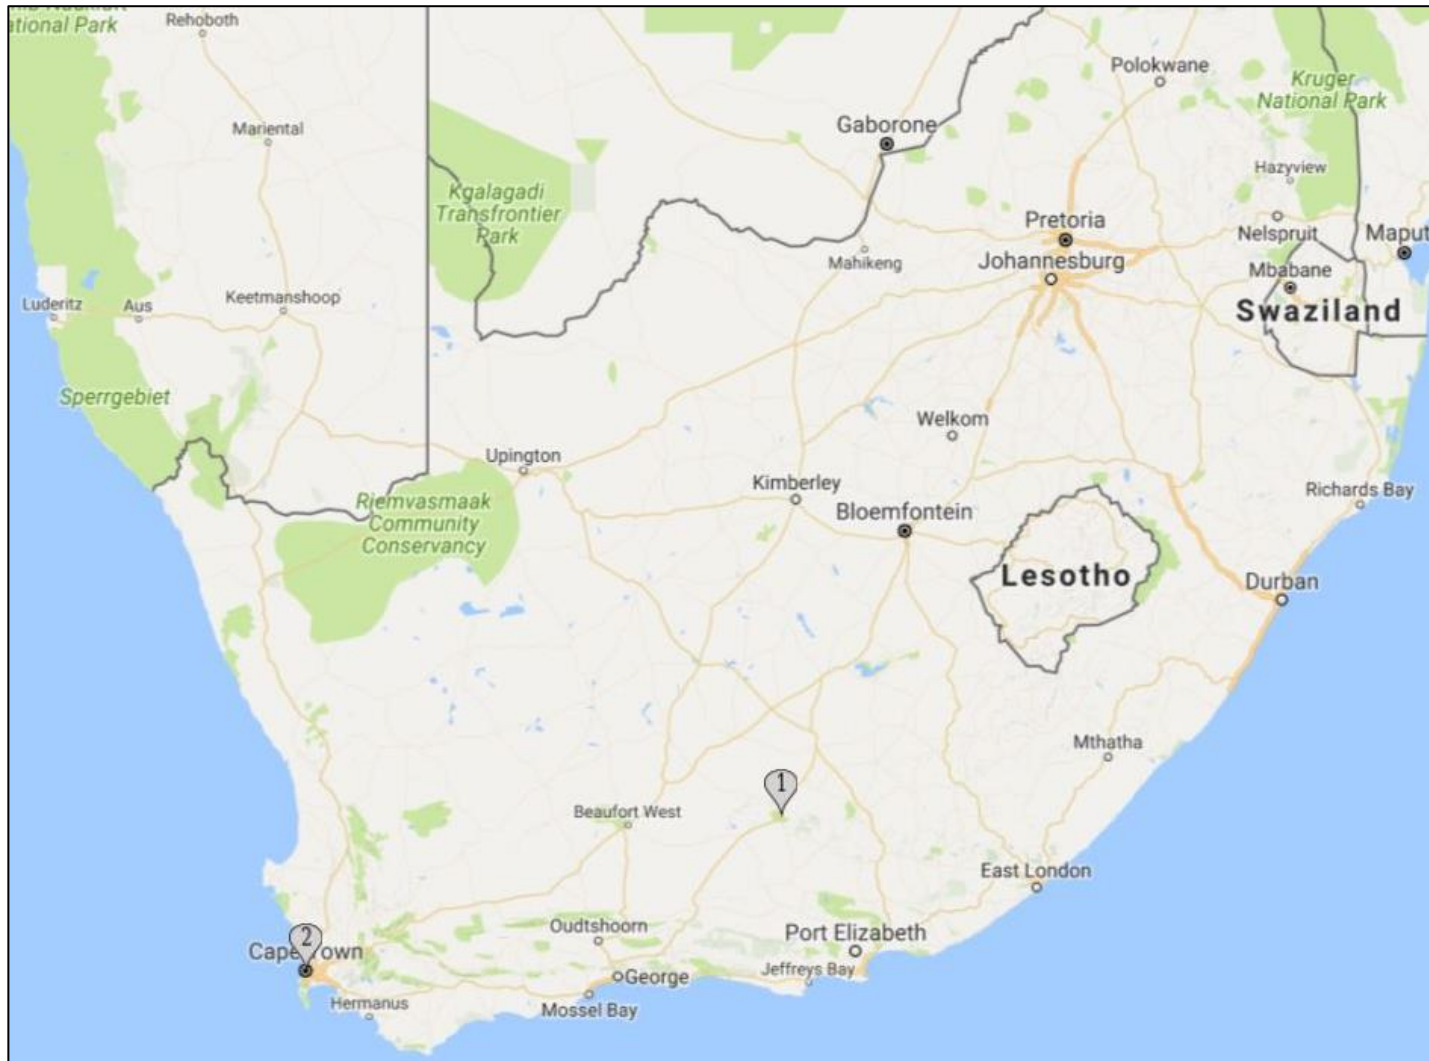 National Park
Rehoboth
Polokwane
Kruger
National Park
Gaborone
Mariental
Hazyview
Kgalagadi
Transfrontier
Park
Pretoria
Nelspruit
Maput
Mahikeng
Johannesburg
Mbabane
Luderitz
Aus
Keetmanshoop
Swaziland
Sperrgebiet
Welkom
Upington
Kimberley
Richards Bay
Riemvasmaak
Community
Conservancy
Bloemfontein
Lesotho
Durban
Mthatha
1
Beaufort West
East London
Oudtshoorn
Port Elizabeth
2
Cape Town
George
Jeffreys Bay
Hermanus
Mossel Bay